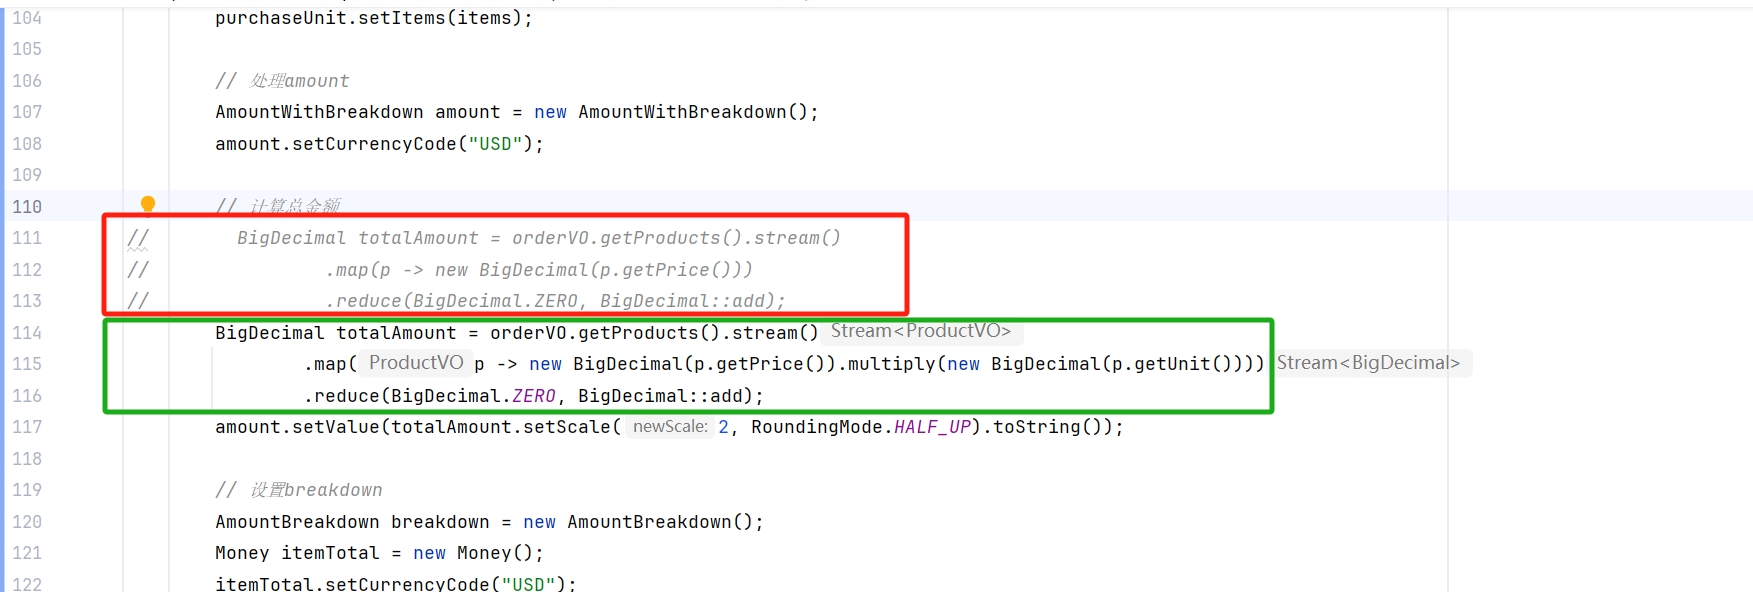 104 purchaseUnit.setItems(items);
105
106 // 处理amount
107 AmountWithBreakdown amount = new AmountWithBreakdown();
108 amount.setCurrencyCode("USD");
109
110 // 计算总金额
111 // BigDecimal totalAmount = orderVO.getProducts().stream()
112 // .map(p -> new BigDecimal(p.getPrice()))
113 // .reduce(BigDecimal.ZERO, BigDecimal::add);
114 BigDecimal totalAmount = orderVO.getProducts().stream() Stream<ProductVO>
115 .map( ProductVO p -> new BigDecimal(p.getPrice()).multiply(new BigDecimal(p.getUnit()))) Stream<BigDecimal>
116 .reduce(BigDecimal.ZERO, BigDecimal::add);
117 amount.setValue(totalAmount.setScale( newScale: 2, RoundingMode.HALF_UP).toString());
118
119 // 设置breakdown
120 AmountBreakdown breakdown = new AmountBreakdown();
121 Money itemTotal = new Money();
122 itemTotal.setCurrencyCode("USD");